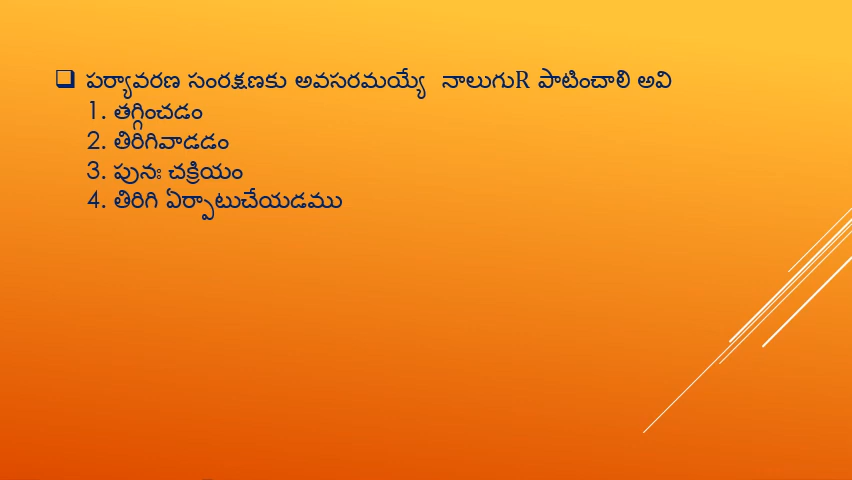 పర్యావరణ సంరక్షణకు అవసరమయ్యే నాలుగుR పాటించాలి అవి
1. తగ్గించడం
2. తిరిగివాడడం
3. పునః చక్రియం
4. తిరిగి ఏర్పాటుచేయడము